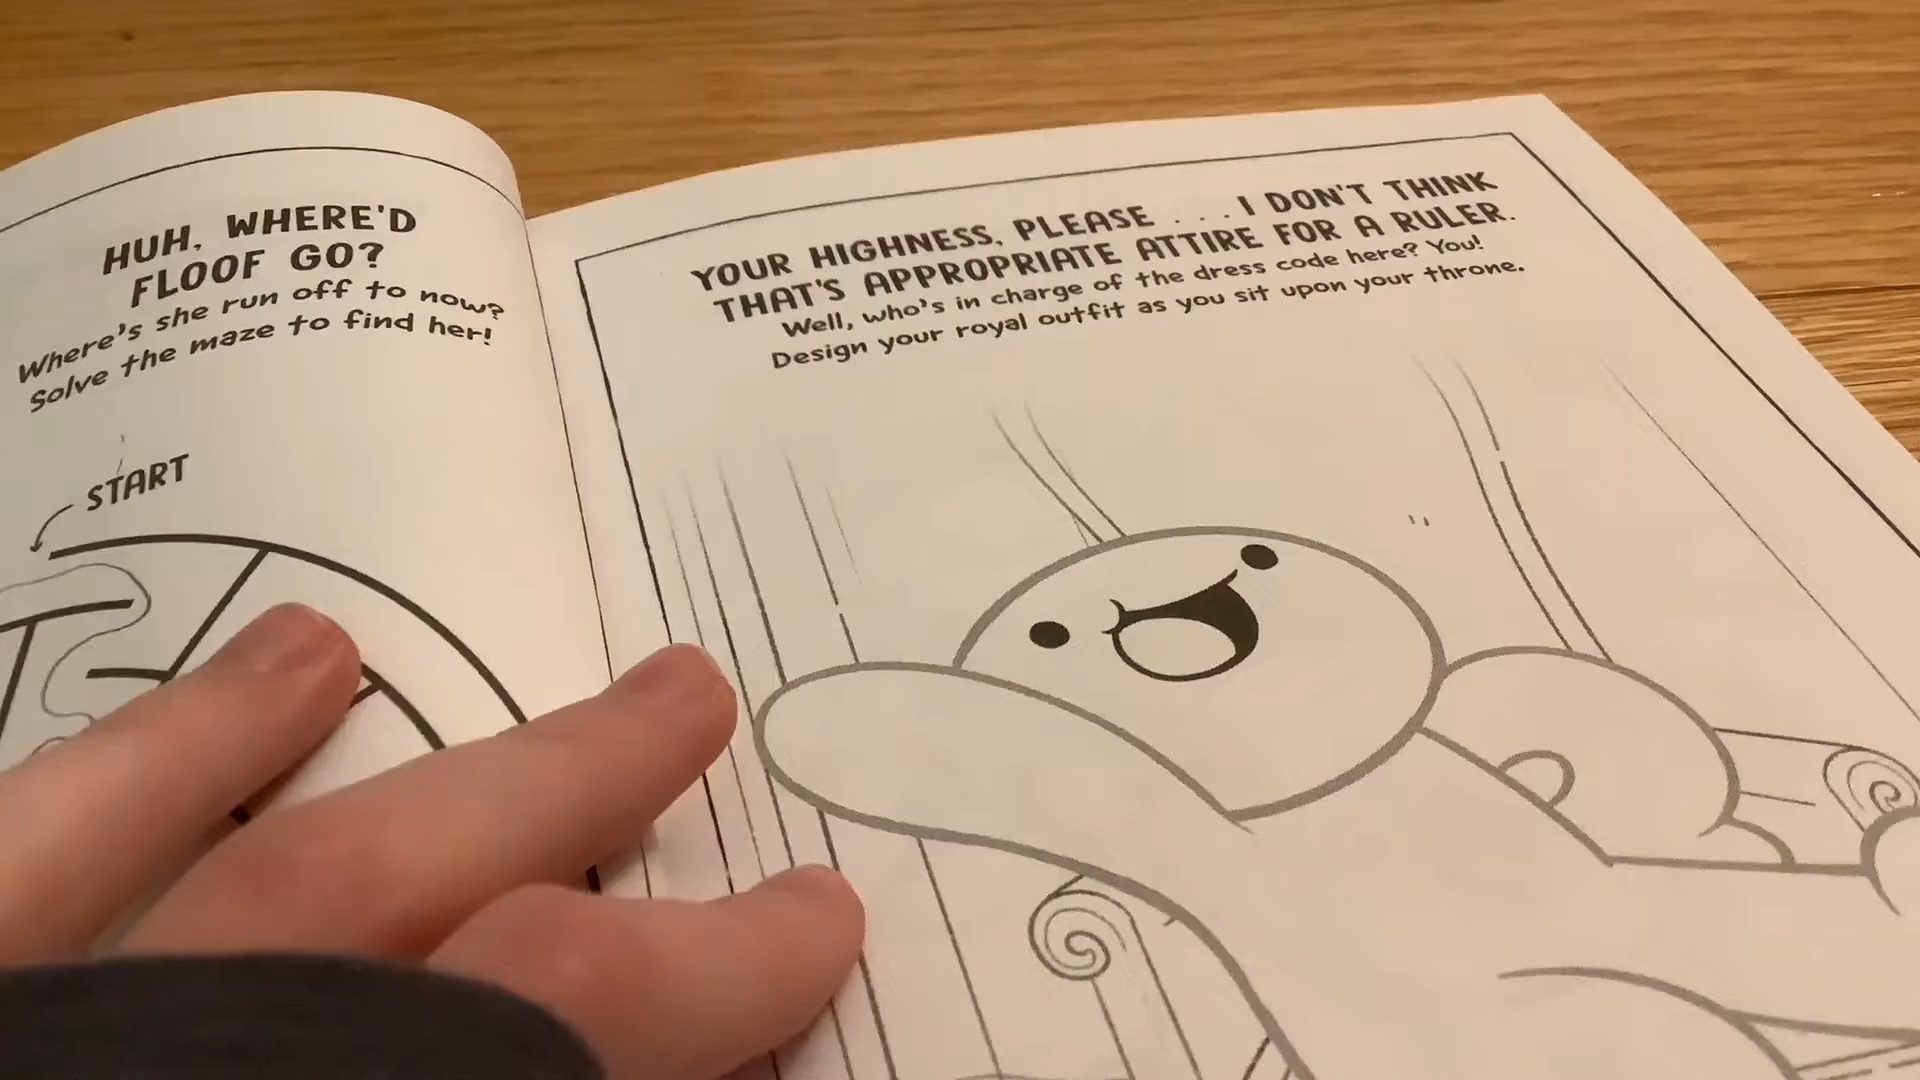 HUH, WHERE'D
FLOOF GO?
Where's she run off to now?
Solve the maze to find her!
START
YOUR HIGHNESS, PLEASE . . . I DON'T THINK
THAT'S APPROPRIATE ATTIRE FOR A RULER.
Well, who's in charge of the dress code here? You!
Design your royal outfit as you sit upon your throne.